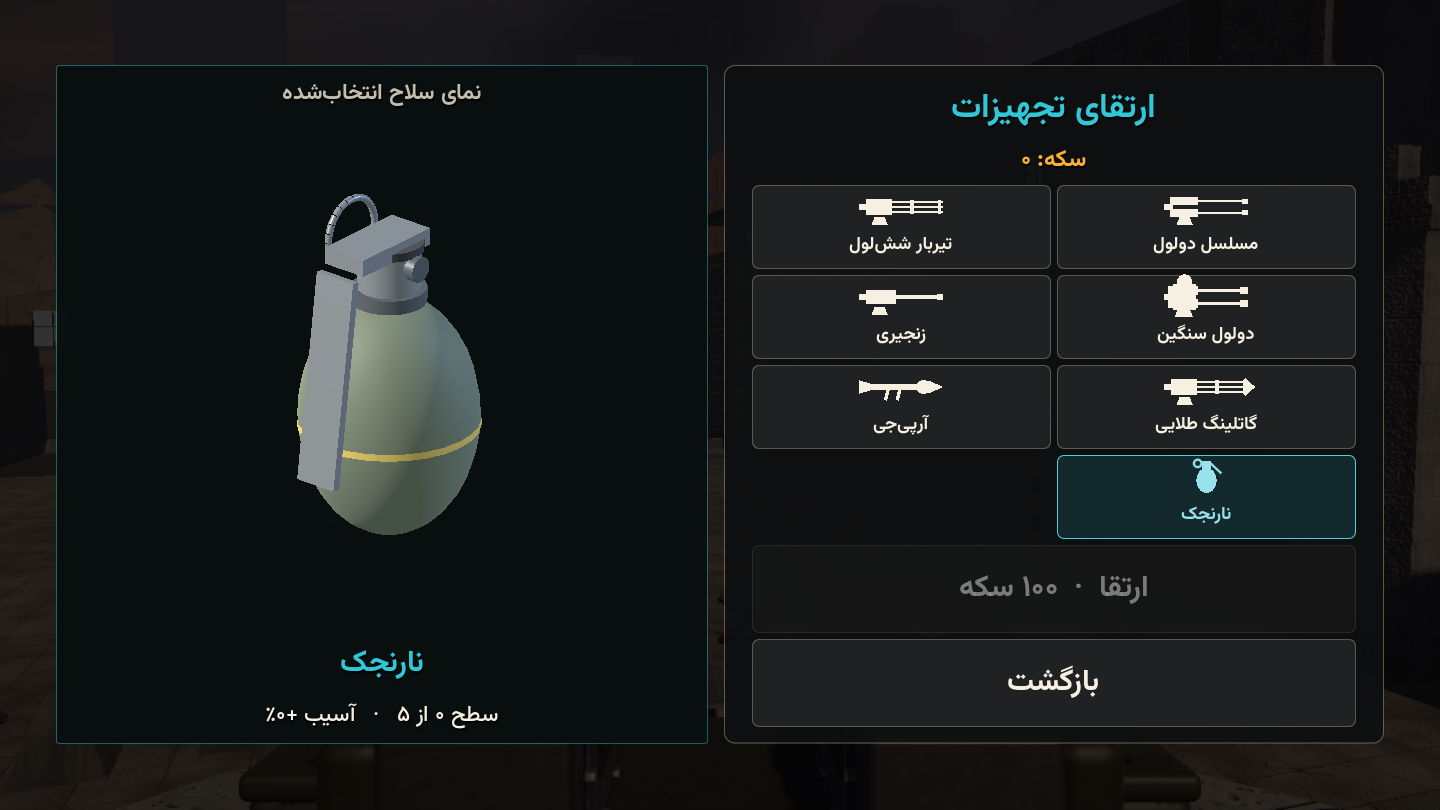 ارتقای تجهیزات
سکه: ۰
مسلسل دولول
تیربار شش‌لول
دولول سنگین
زنجیری
گاتلینگ طلایی
آرپی‌جی
نارنجک
ارتقا · ۱۰۰ سکه
بازگشت
نمای سلاح انتخاب‌شده
نارنجک
سطح ۰ از ۵ · آسیب +۰٪